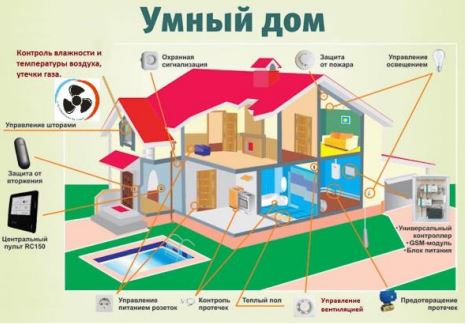 Умный дом
Контроль влажности и
температуры воздуха,
утечки газа.
Охранная
сигнализация
Защита
от пожара
Управление
освещением
Управление шторами
Защита от
вторжения
Центральный
пульт RC150
•Универсальный
контроллер
•GSM-модуль
•Блок питания
Управление
питанием розеток
Контроль
протечек
Теплый пол
Управление
вентиляцией
Предотвращение
протечек